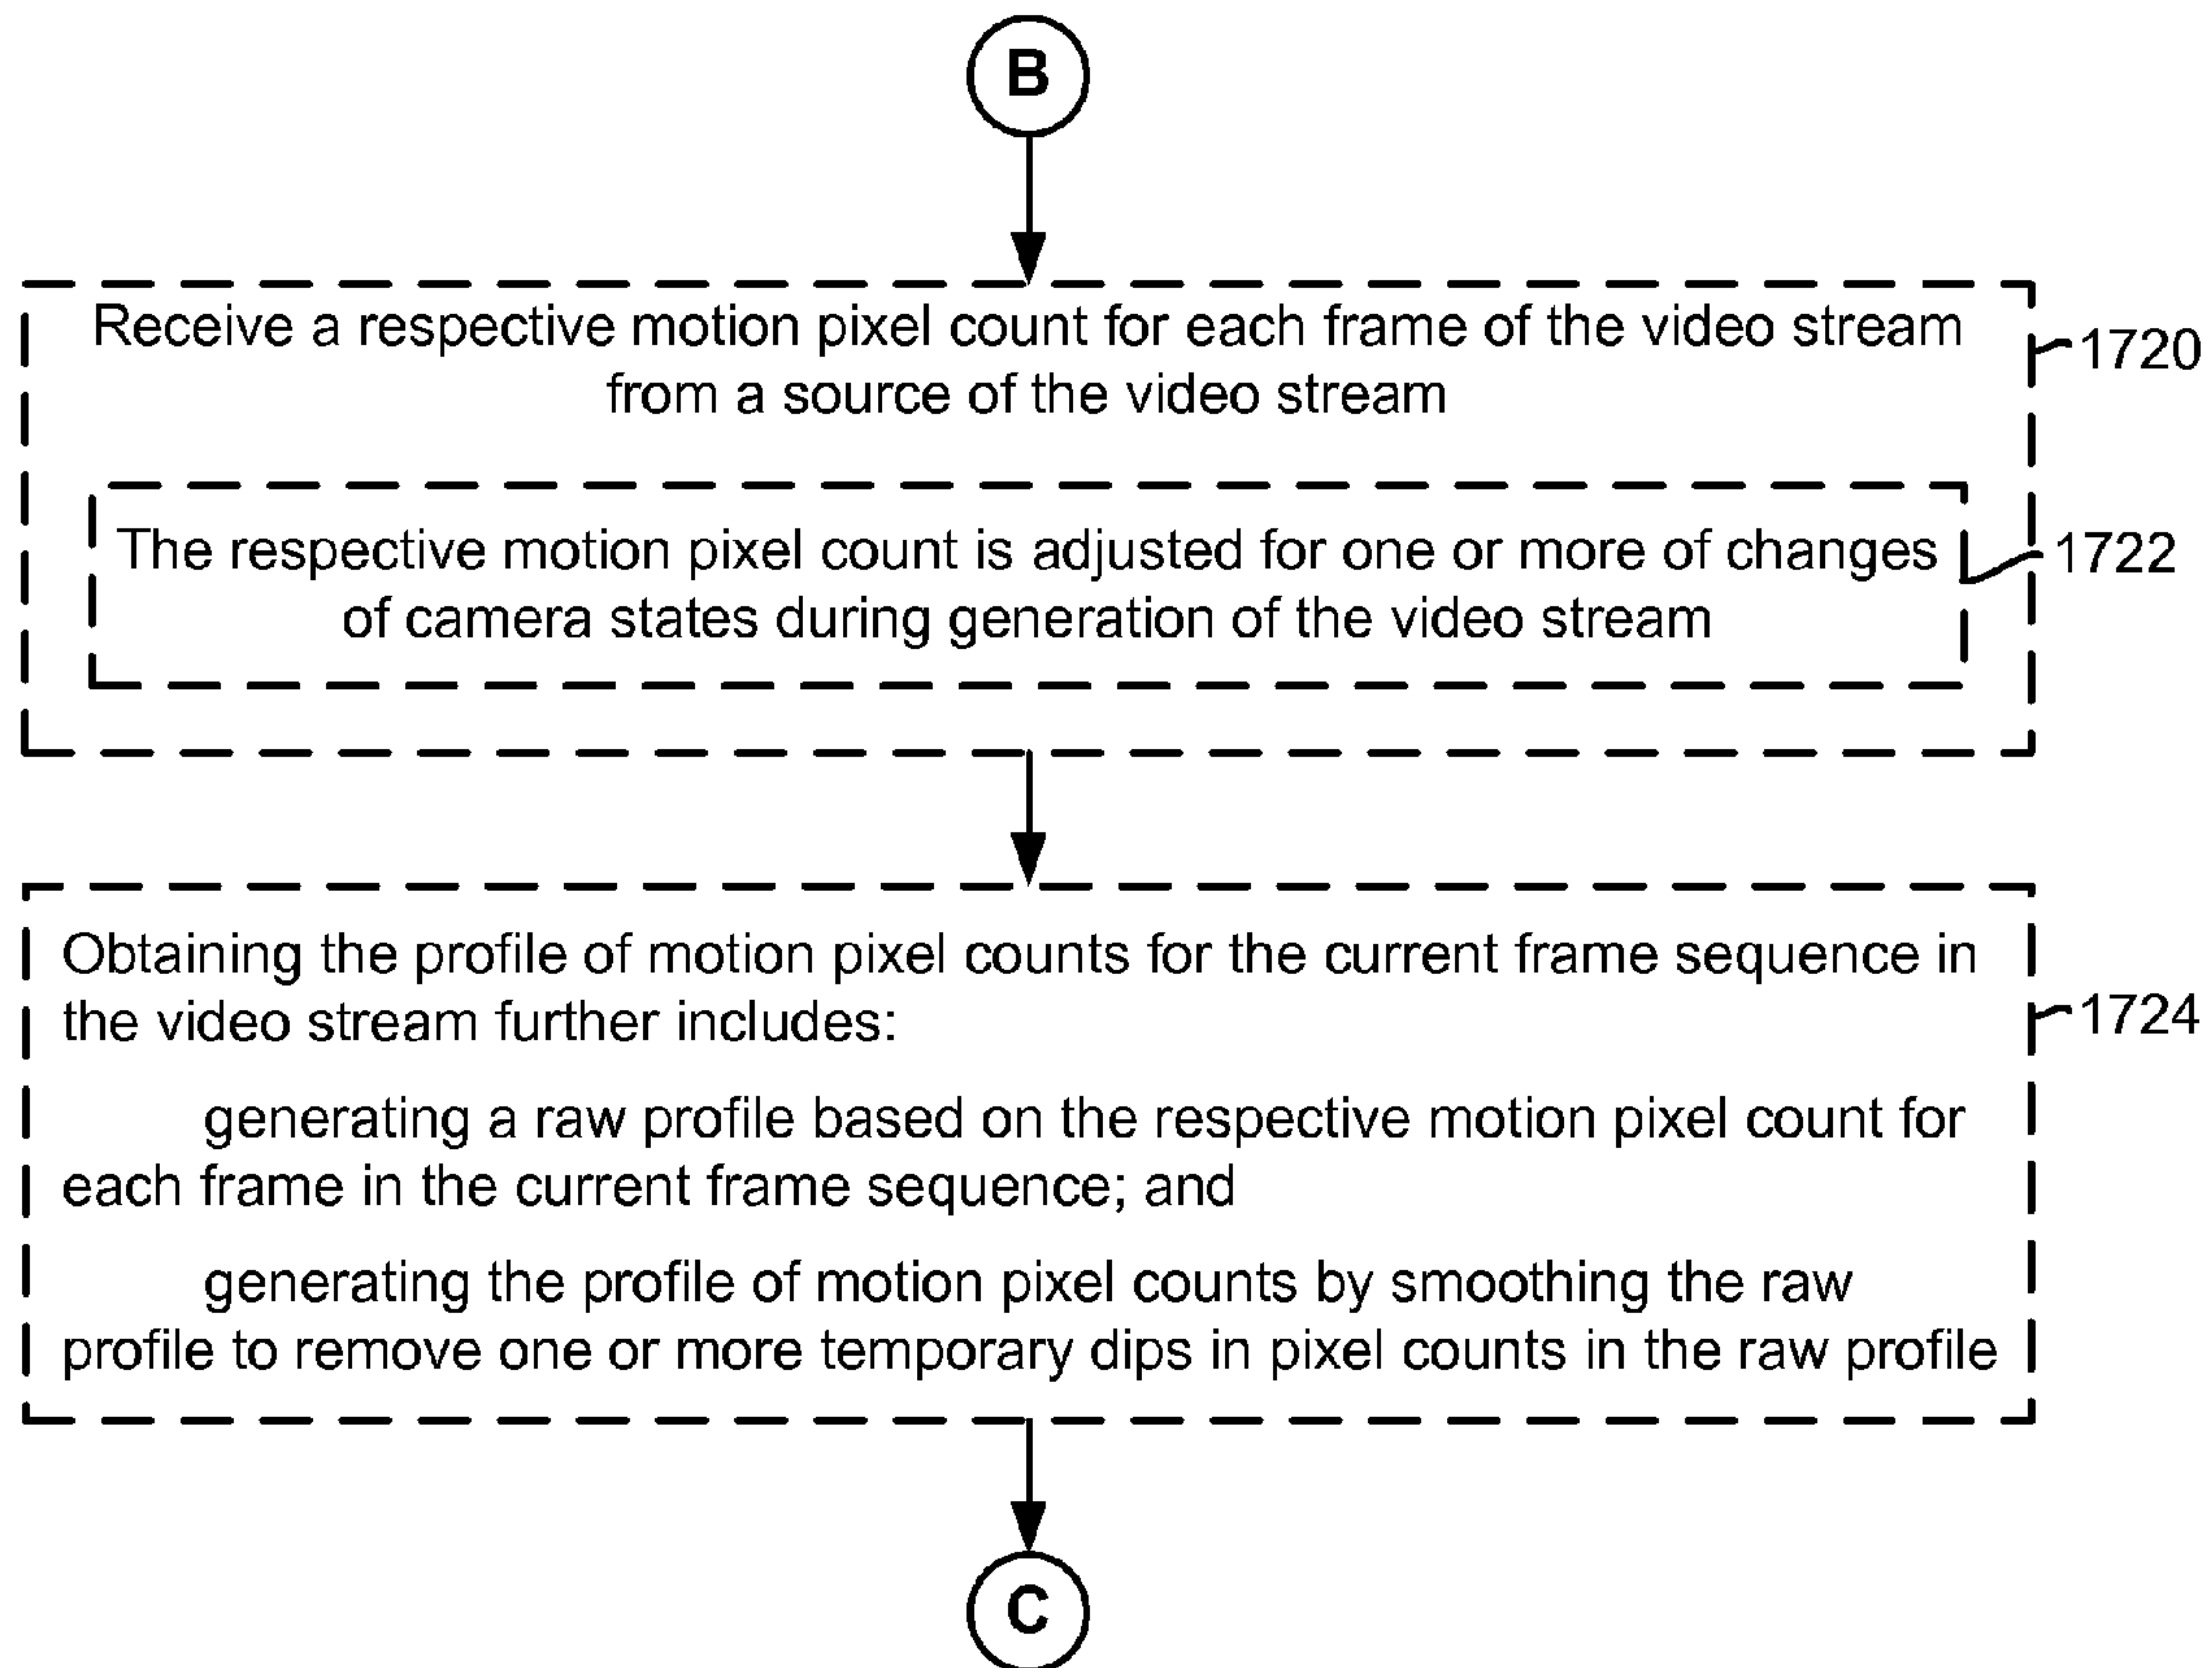 B
Receive a respective motion pixel count for each frame of the video stream
from a source of the video stream
1720
The respective motion pixel count is adjusted for one or more of changes
of camera states during generation of the video stream
1722
Obtaining the profile of motion pixel counts for the current frame sequence in
the video stream further includes:
1724
generating a raw profile based on the respective motion pixel count for
each frame in the current frame sequence; and
generating the profile of motion pixel counts by smoothing the raw
profile to remove one or more temporary dips in pixel counts in the raw profile
C